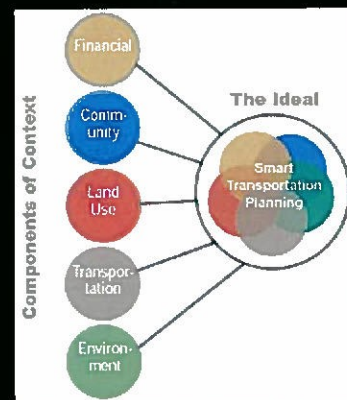 Components of Context
Financial
Comm-
unity
Land
Use
Transpor-
tation
Environ-
ment
The Ideal
Smart
Transportation
Planning